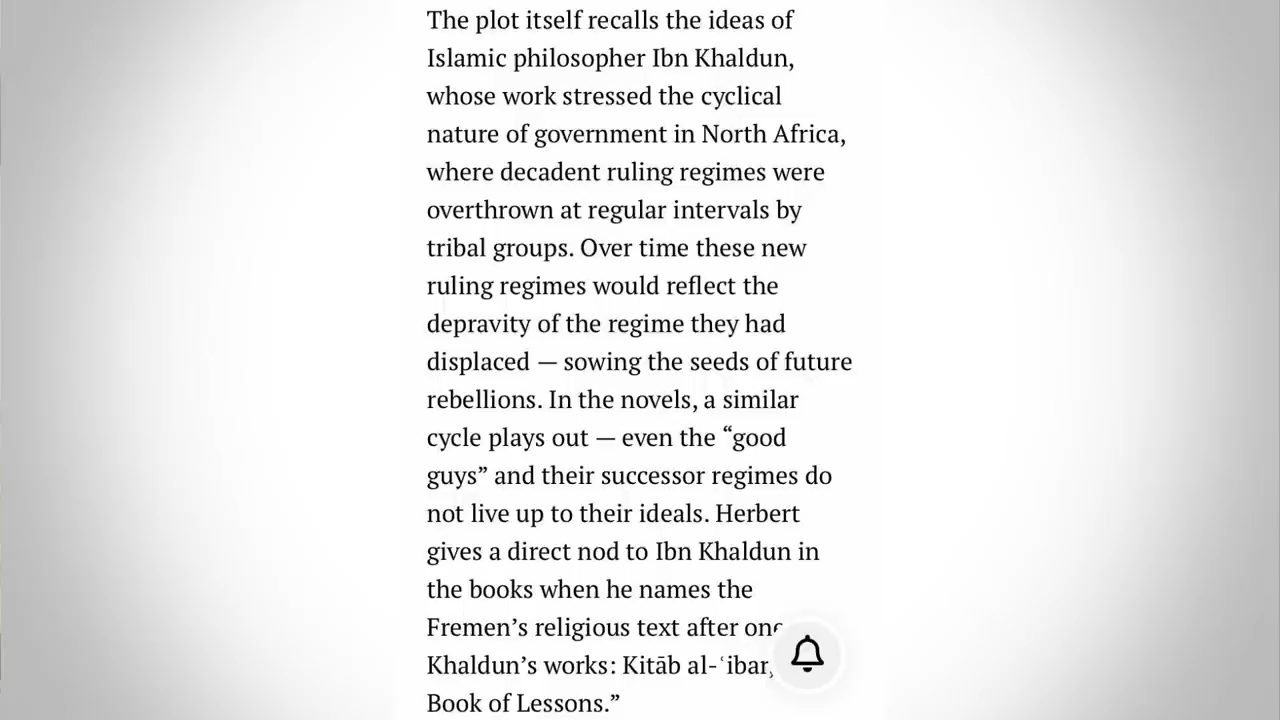 The plot itself recalls the ideas of
Islamic philosopher Ibn Khaldun,
whose work stressed the cyclical
nature of government in North Africa,
where decadent ruling regimes were
overthrown at regular intervals by
tribal groups. Over time these new
ruling regimes would reflect the
depravity of the regime they had
displaced — sowing the seeds of future
rebellions. In the novels, a similar
cycle plays out — even the “good
guys” and their successor regimes do
not live up to their ideals. Herbert
gives a direct nod to Ibn Khaldun in
the books when he names the
Fremen’s religious text after one
Khaldun’s works: Kitāb al-ʿibar,
Book of Lessons.”